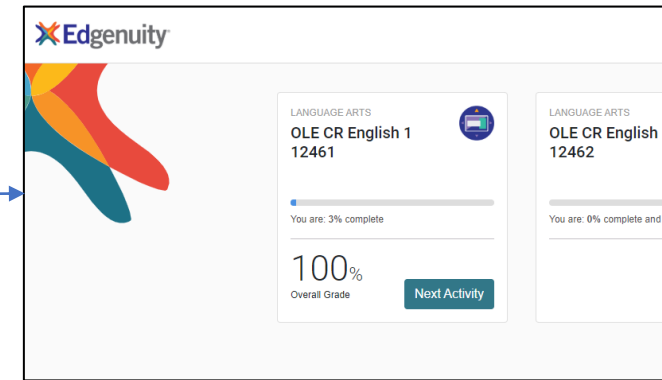 Edgenuity
LANGUAGE ARTS
OLE CR English 1
12461
You are: 3% complete
100%
Overall Grade
Next Activity
LANGUAGE ARTS
OLE CR English
12462
You are: 0% complete and